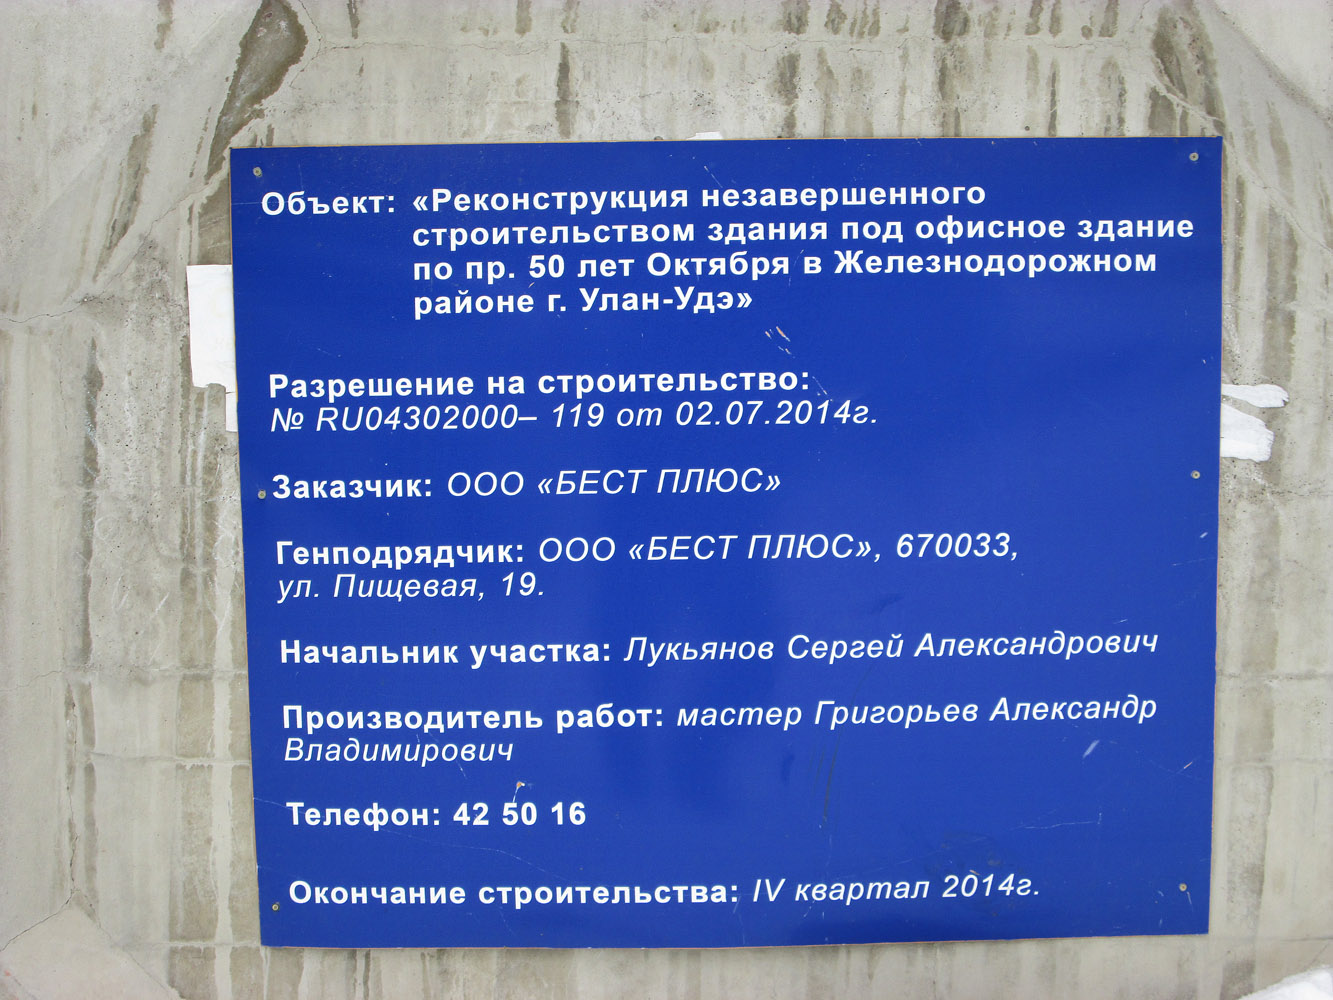 Объект: «Реконструкция незавершенного
строительством здания под офисное здание
по пр. 50 лет Октября в Железнодорожном
районе г. Улан-Удэ»
Разрешение на строительство:
№ RU04302000– 119 от 02.07.2014г.
Заказчик: ООО «БЕСТ ПЛЮС»
Генподрядчик: ООО «БЕСТ ПЛЮС», 670033,
ул. Пищевая, 19.
Начальник участка: Лукьянов Сергей Александрович
Производитель работ: мастер Григорьев Александр
Владимирович
Телефон: 42 50 16
Окончание строительства: IV квартал 2014г.